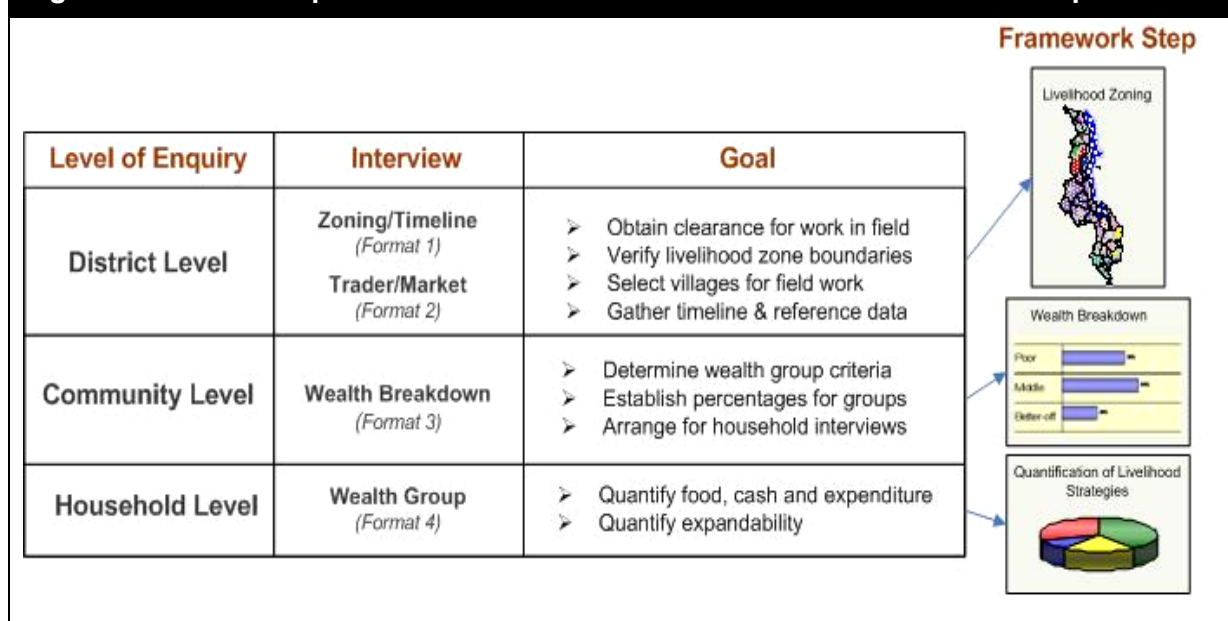 Framework Step
Livelihood Zoning
Level of Enquiry
Interview
Goal
District Level
Zoning/Timeline
(Format 1)
Trader/Market
(Format 2)
➢ Obtain clearance for work in field
➢ Verify livelihood zone boundaries
➢ Select villages for field work
➢ Gather timeline & reference data
Wealth Breakdown
Poor
Middle
Better-off
Community Level
Wealth Breakdown
(Format 3)
➢ Determine wealth group criteria
➢ Establish percentages for groups
➢ Arrange for household interviews
Household Level
Wealth Group
(Format 4)
➢ Quantify food, cash and expenditure
➢ Quantify expandability
Quantification of Livelihood
Strategies